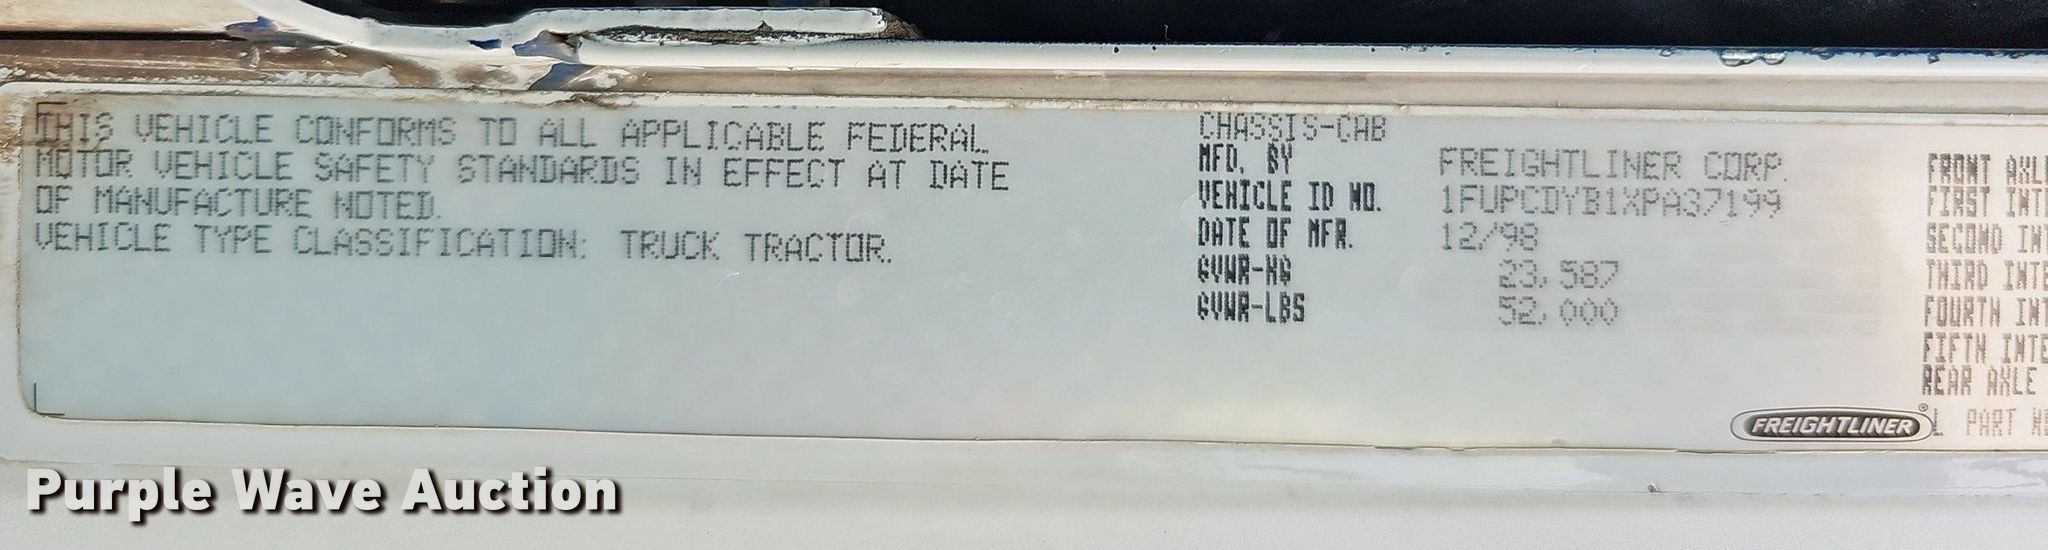 THIS VEHICLE CONFORMS TO ALL APPLICABLE FEDERAL
MOTOR VEHICLE SAFETY STANDARDS IN EFFECT AT DATE
OF MANUFACTURE NOTED.
VEHICLE TYPE CLASSIFICATION: TRUCK TRACTOR.
CHASSIS-CAB
MFD. BY FREIGHTLINER CORP.
VEHICLE ID NO. 1FUPCDYB1XPA37199
DATE OF MFR. 12/98
GVWR-KG 23,587
GVWR-LBS 52,000
FRONT AXL
FIRST INT
SECOND IN
THIRD INTE
FOURTH IN
FIFTH INTE
REAR AXLE
FREIGHTLINER®
L PART
Purple Wave Auction